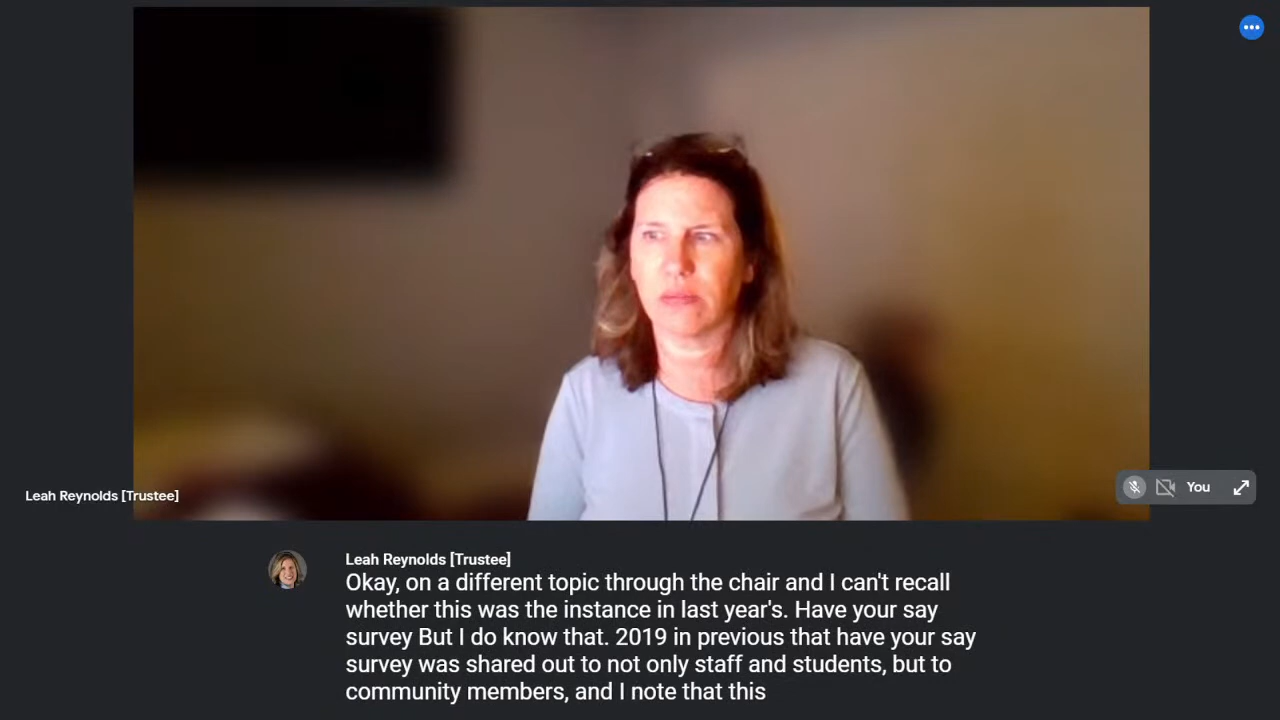 You
Leah Reynolds [Trustee]
Leah Reynolds [Trustee]
Okay, on a different topic through the chair and I can't recall
whether this was the instance in last year's. Have your say
survey But I do know that. 2019 in previous that have your say
survey was shared out to not only staff and students, but to
community members, and I note that this